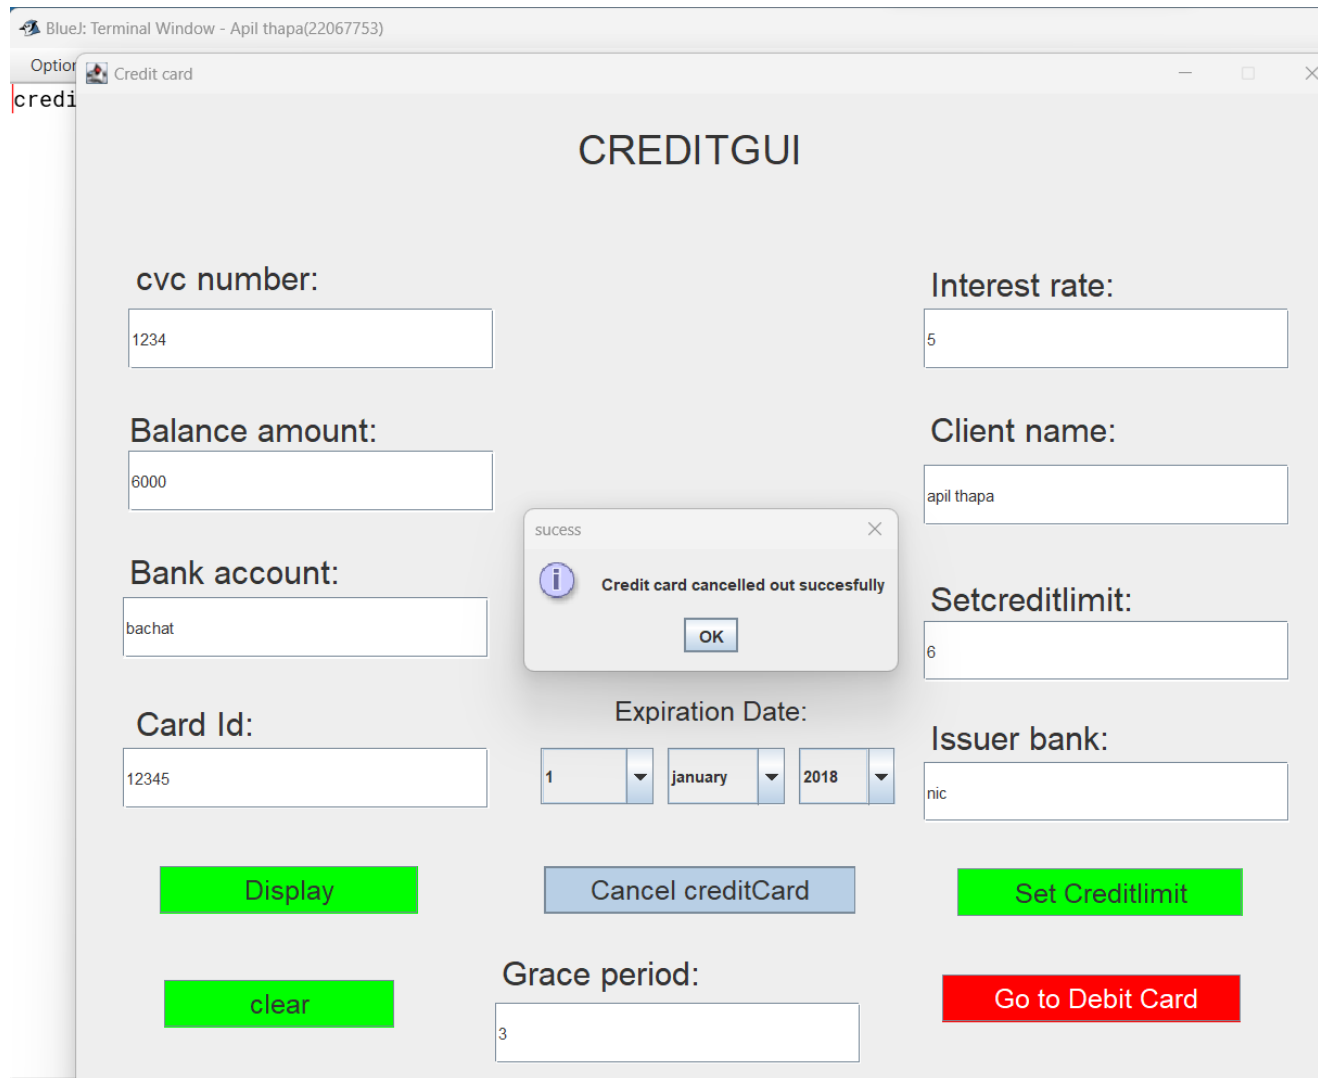 BlueJ: Terminal Window - Apil thapa(22067753)
Credit card
CREDITGUI
cvc number:
1234
Interest rate:
5
Balance amount:
6000
Client name:
apil thapa
sucess
Credit card cancelled out succesfully
OK
Bank account:
bachat
Setcreditlimit:
6
Card Id:
12345
Expiration Date:
1 january 2018
Issuer bank:
nic
Display
Cancel creditCard
Set Creditlimit
clear
Grace period:
3
Go to Debit Card